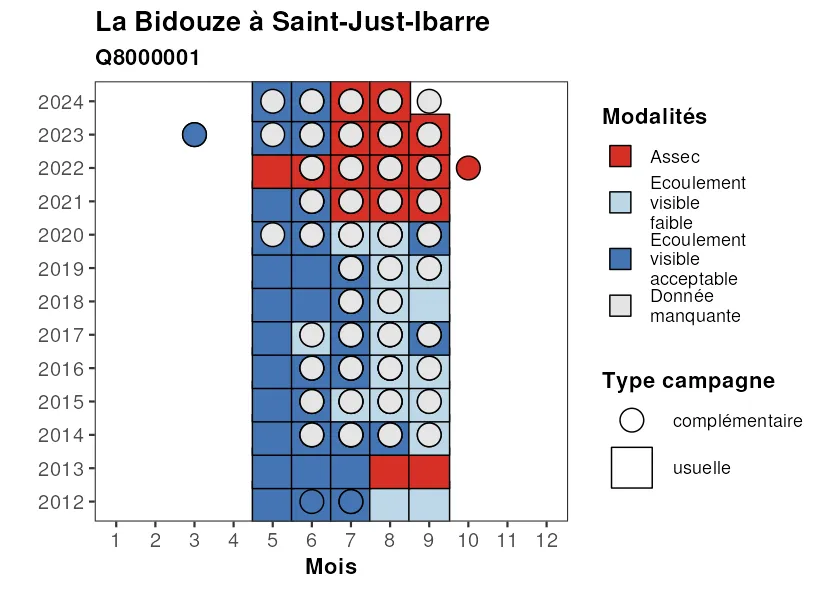 La Bidouze à Saint-Just-Ibarre
Q8000001
2024
2023
2022
2021
2020
2019
2018
2017
2016
2015
2014
2013
2012
1 2 3 4 5 6 7 8 9 10 11 12
Mois
Modalités
Assec
Ecoulement
visible
faible
Ecoulement
visible
acceptable
Donnée
manquante
Type campagne
complémentaire
usuelle